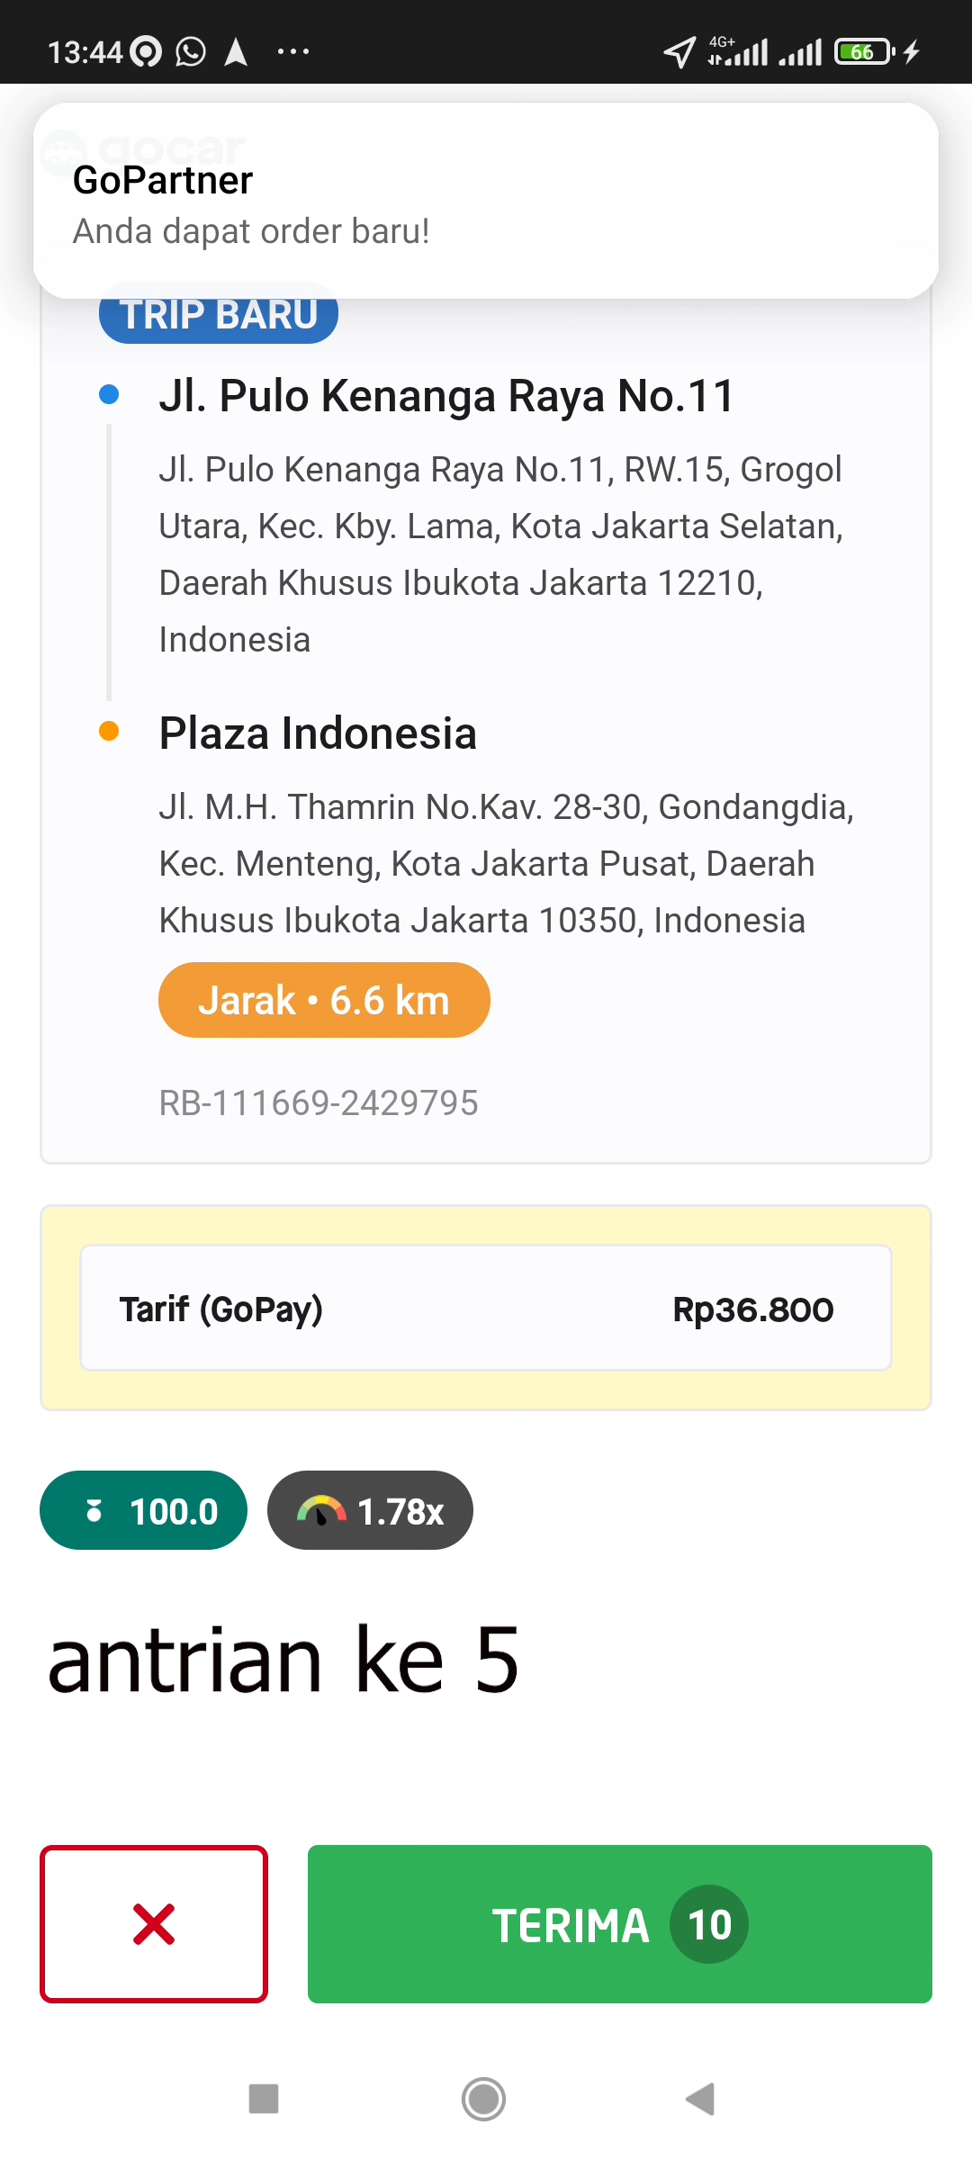 13:44
4G+
66
gocar
GoPartner
Anda dapat order baru!
TRIP BARU
Jl. Pulo Kenanga Raya No.11
Jl. Pulo Kenanga Raya No.11, RW.15, Grogol
Utara, Kec. Kby. Lama, Kota Jakarta Selatan,
Daerah Khusus Ibukota Jakarta 12210,
Indonesia
Plaza Indonesia
Jl. M.H. Thamrin No.Kav. 28-30, Gondangdia,
Kec. Menteng, Kota Jakarta Pusat, Daerah
Khusus Ibukota Jakarta 10350, Indonesia
Jarak • 6.6 km
RB-111669-2429795
Tarif (GoPay) Rp36.800
100.0 1.78x
antrian ke 5
TERIMA 10